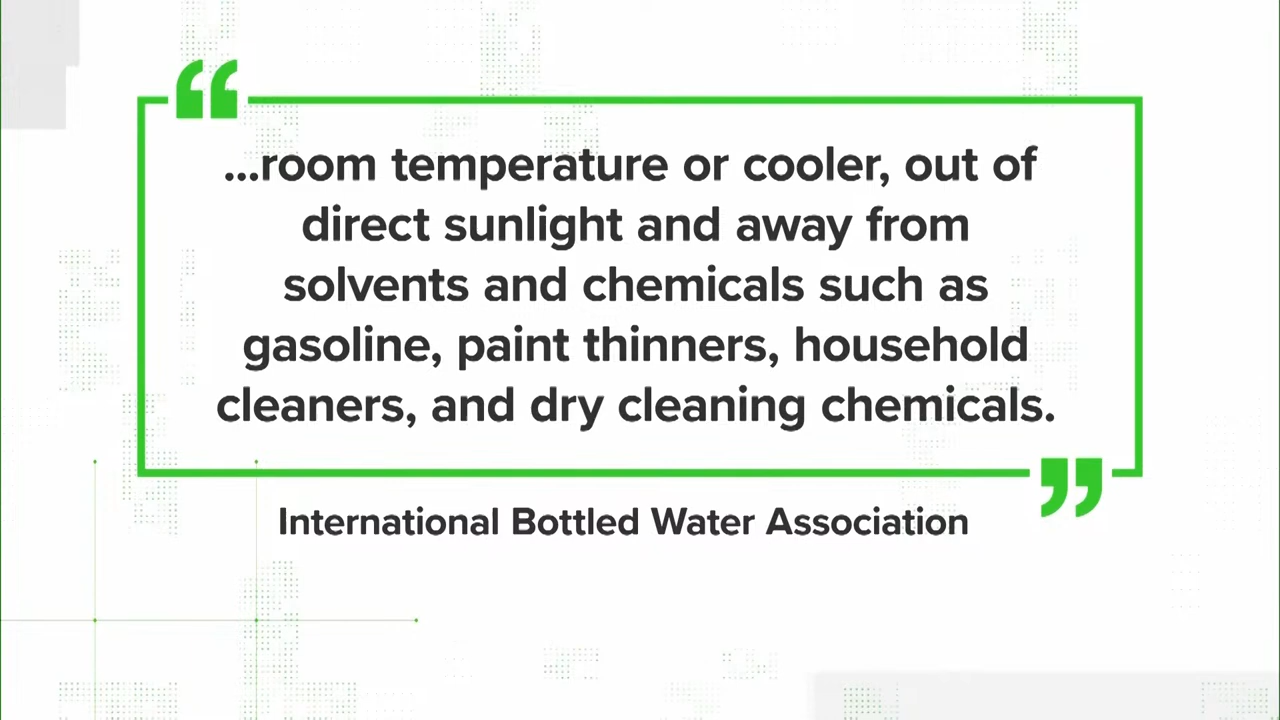 “
...room temperature or cooler, out of
direct sunlight and away from
solvents and chemicals such as
gasoline, paint thinners, household
cleaners, and dry cleaning chemicals.
”
International Bottled Water Association